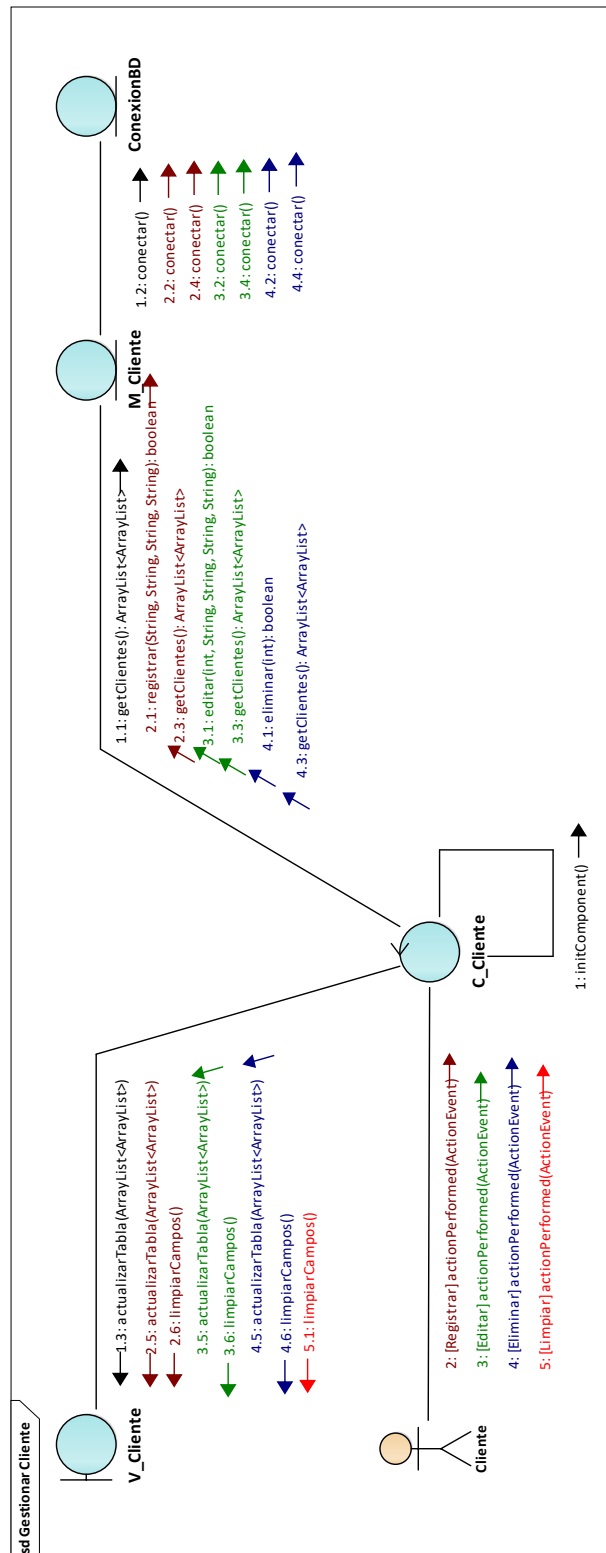 sd Gestionar Cliente
V_Cliente
1.3: actualizarTabla(ArrayList<ArrayList>)
2.5: actualizarTabla(ArrayList<ArrayList>)
2.6: limpiarCampos()
3.5: actualizarTabla(ArrayList<ArrayList>)
3.6: limpiarCampos()
4.5: actualizarTabla(ArrayList<ArrayList>)
4.6: limpiarCampos()
5.1: limpiarCampos()
M_Cliente
1.1: getClientes(): ArrayList<ArrayList>
2.1: registrar(String, String, String, String): boolean
2.3: getClientes(): ArrayList<ArrayList>
3.1: editar(int, String, String, String, String): boolean
3.3: getClientes(): ArrayList<ArrayList>
4.1: eliminar(int): boolean
4.3: getClientes(): ArrayList<ArrayList>
ConexionBD
1.2: conectar()
2.2: conectar()
2.4: conectar()
3.2: conectar()
3.4: conectar()
4.2: conectar()
4.4: conectar()
Cliente
2: [Registrar] actionPerformed(ActionEvent)
3: [Editar] actionPerformed(ActionEvent)
4: [Eliminar] actionPerformed(ActionEvent)
5: [Limpiar] actionPerformed(ActionEvent)
C_Cliente
1: initComponent()